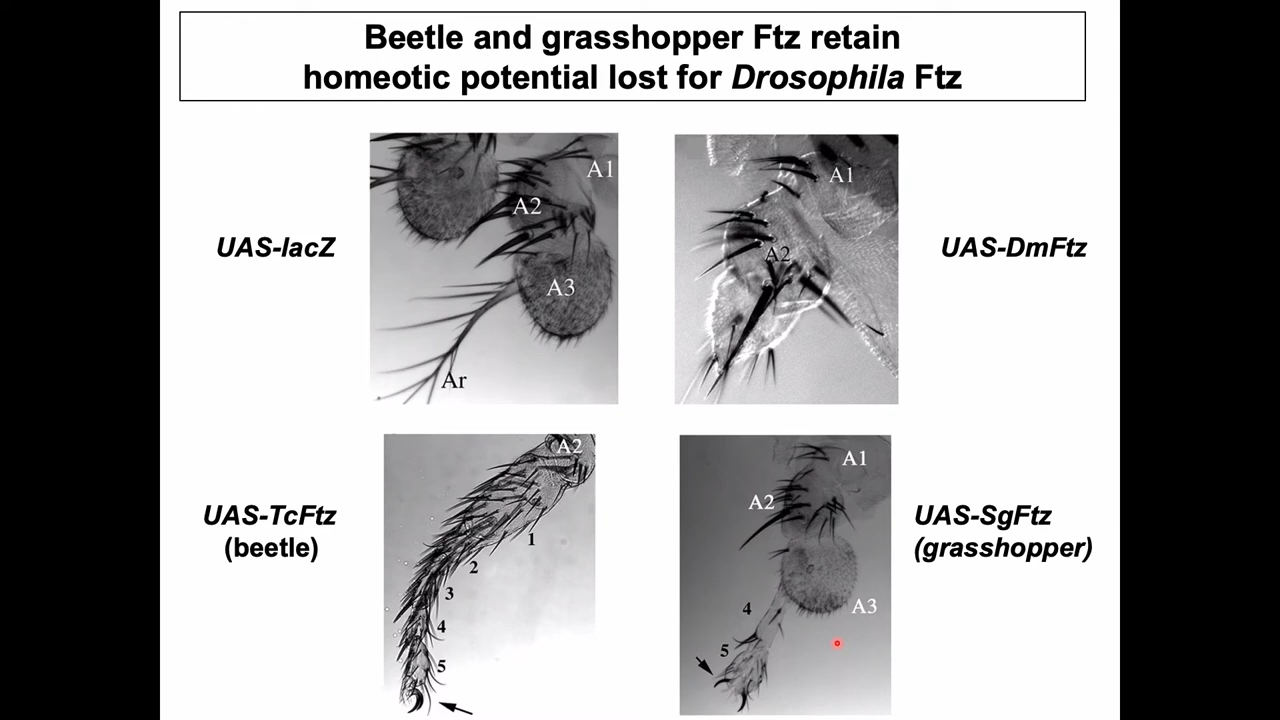 Beetle and grasshopper Ftz retain
homeotic potential lost for Drosophila Ftz
UAS-lacZ
A1
A2
A3
Ar
UAS-DmFtz
A1
A2
UAS-TcFtz
(beetle)
A2
1
2
3
4
5
UAS-SgFtz
(grasshopper)
A1
A2
A3
4
5